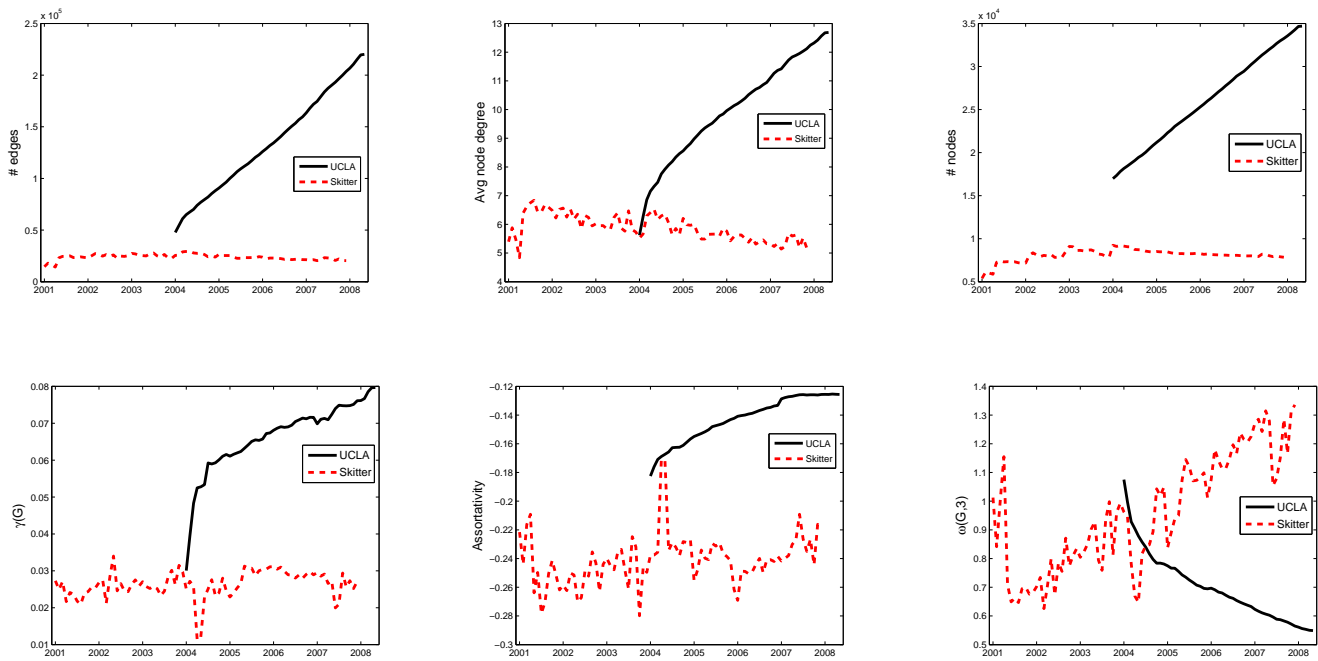 x 10⁵
2.5
2
1.5
1
0.5
0
# edges
2001 2002 2003 2004 2005 2006 2007 2008
UCLA
Skitter
13
12
11
10
9
8
7
6
5
4
Avg node degree
2001 2002 2003 2004 2005 2006 2007 2008
UCLA
Skitter
x 10⁴
3.5
3
2.5
2
1.5
1
0.5
# nodes
2001 2002 2003 2004 2005 2006 2007 2008
UCLA
Skitter
0.08
0.07
0.06
0.05
0.04
0.03
0.02
0.01
γ(G)
2001 2002 2003 2004 2005 2006 2007 2008
UCLA
Skitter
−0.12
−0.14
−0.16
−0.18
−0.2
−0.22
−0.24
−0.26
−0.28
−0.3
Assortativity
2001 2002 2003 2004 2005 2006 2007 2008
UCLA
Skitter
1.4
1.3
1.2
1.1
1
0.9
0.8
0.7
0.6
0.5
ω(G,3)
2001 2002 2003 2004 2005 2006 2007 2008
UCLA
Skitter